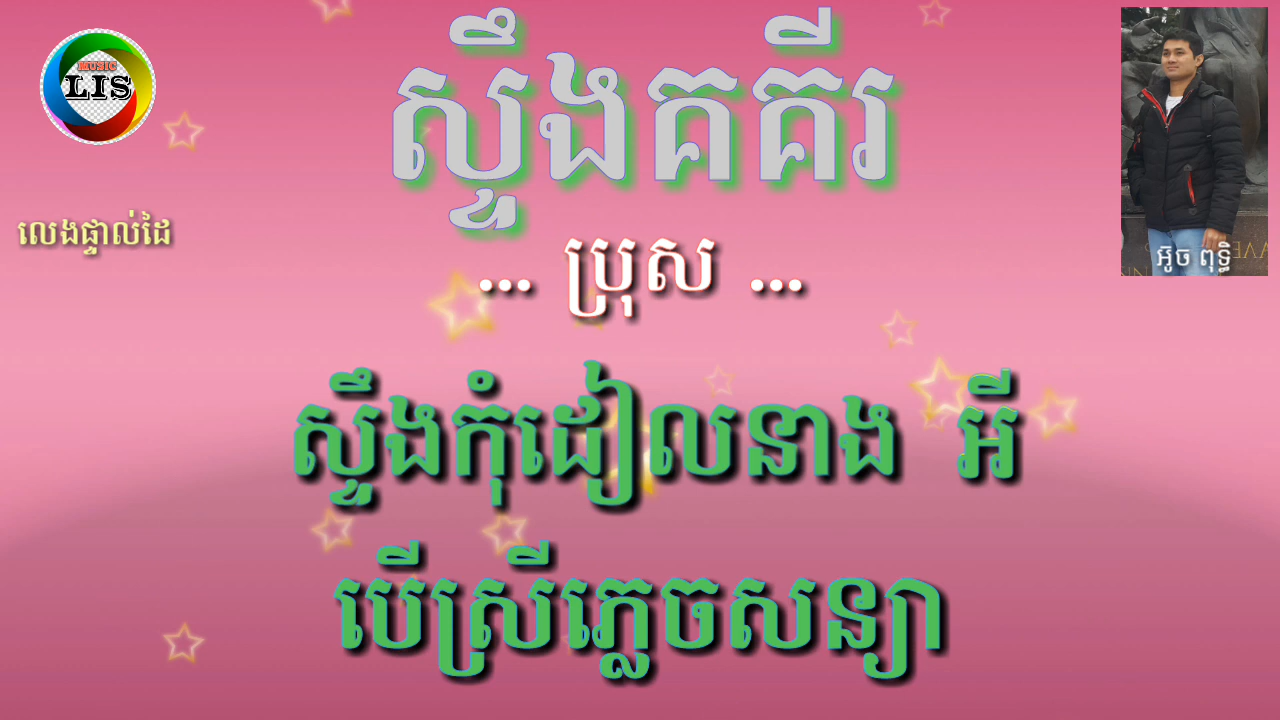 MUSIC
LIS
ស្ទឹងគគីរ
លេងផ្ទាល់ដៃ
... ប្រុស ...
អ៊ូច ពុទ្ធិ
ស្ទឹងកុំដៀលនាង អី
បើស្រីភ្លេចសន្យា